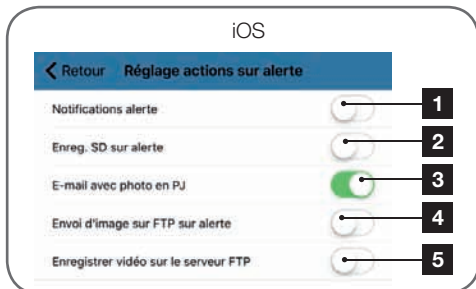 iOS
Retour Réglage actions sur alerte
Notifications alerte 1
Enreg. SD sur alerte 2
E-mail avec photo en PJ 3
Envoi d'image sur FTP sur alerte 4
Enregistrer vidéo sur le serveur FTP 5